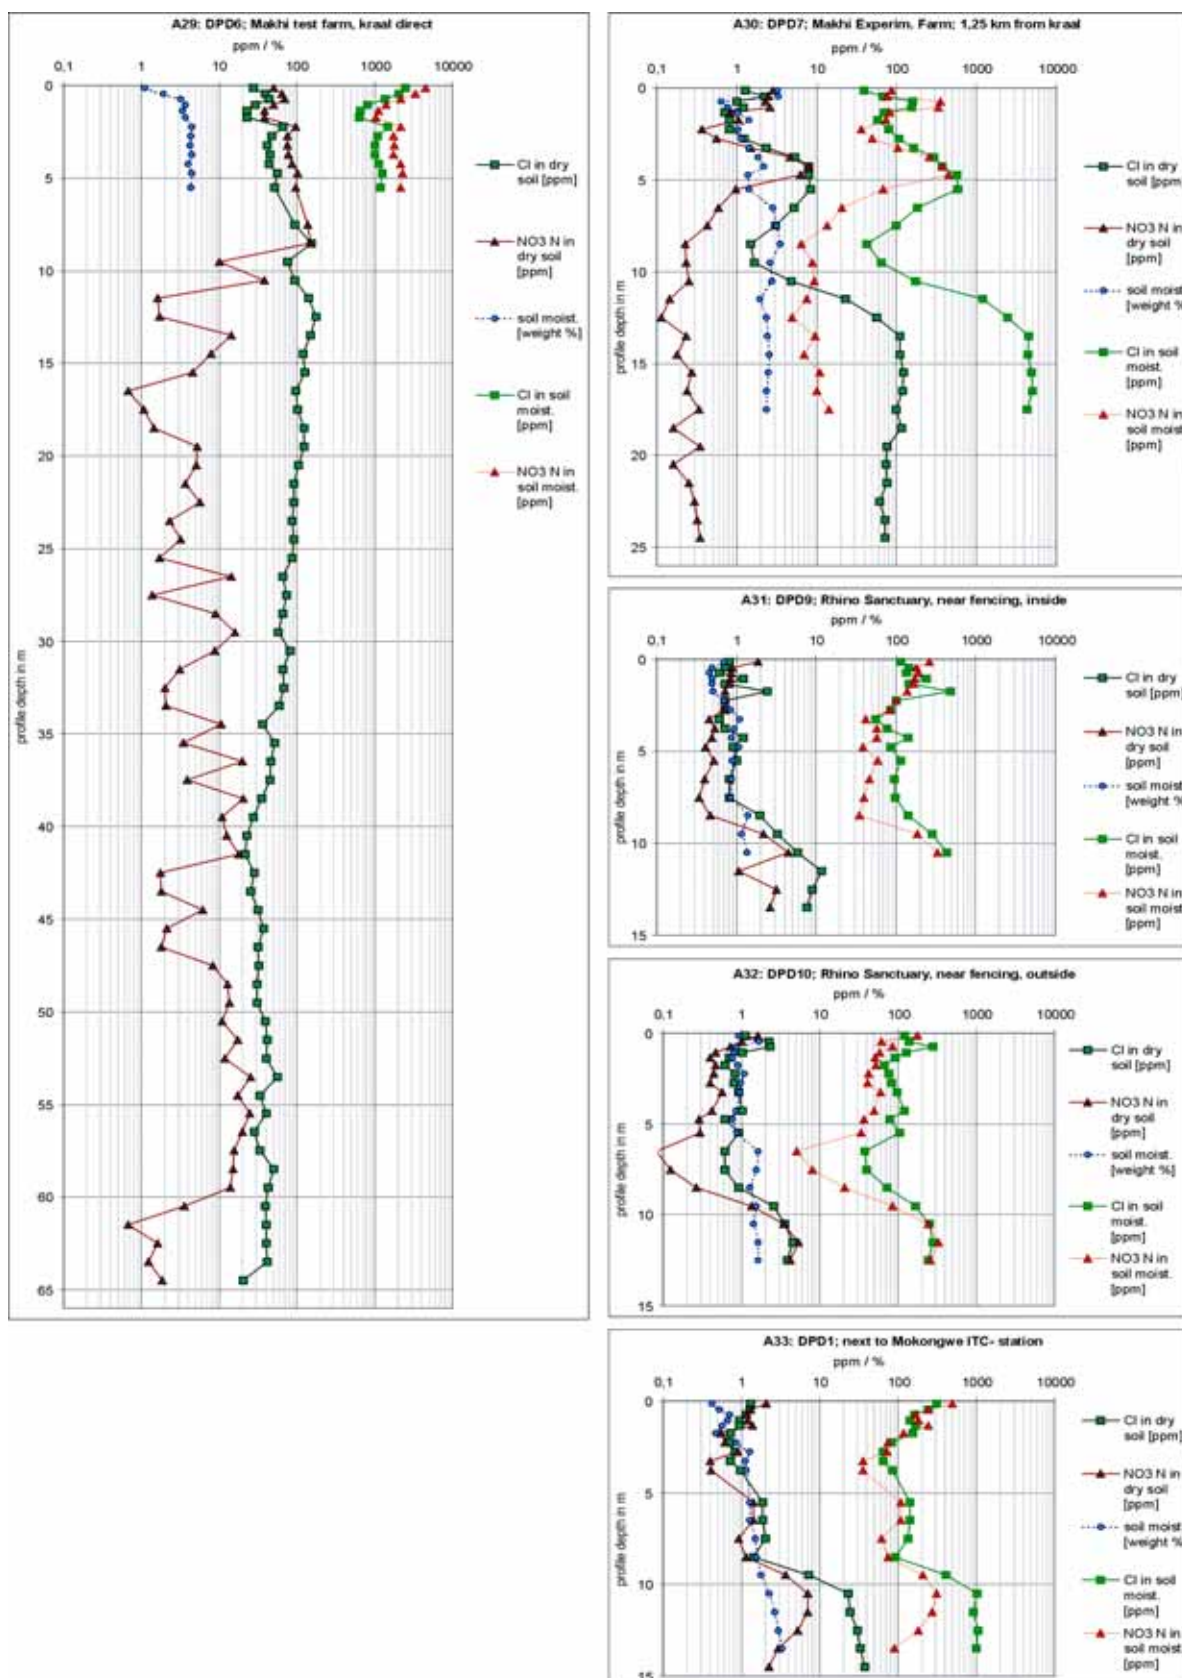 A29: DPD6; Makhi test farm, kraal direct
ppm / %
0,1 1 10 100 1000 10000
0
5
10
15
20
25
30
35
40
45
50
55
60
65
profile depth in m
Cl in dry
soil [ppm]
NO3 N in
dry soil
[ppm]
soil moist.
[weight %]
Cl in soil
moist.
[ppm]
NO3 N in
soil moist.
[ppm]
A30: DPD7; Makhi Experim. Farm; 1,25 km from kraal
ppm / %
0,1 1 10 100 1000 10000
0
5
10
15
20
25
profile depth in m
Cl in dry
soil [ppm]
NO3 N in
dry soil
[ppm]
soil moist.
[weight %]
Cl in soil
moist.
[ppm]
NO3 N in
soil moist.
[ppm]
A31: DPD9; Rhino Sanctuary, near fencing, inside
ppm / %
0,1 1 10 100 1000 10000
0
5
10
15
profile depth in m
Cl in dry
soil [ppm]
NO3 N in
dry soil
[ppm]
soil moist.
[weight %]
Cl in soil
moist.
[ppm]
NO3 N in
soil moist.
[ppm]
A32: DPD10; Rhino Sanctuary, near fencing, outside
ppm / %
0,1 1 10 100 1000 10000
0
5
10
15
profile depth in m
Cl in dry
soil [ppm]
NO3 N in
dry soil
[ppm]
soil moist.
[weight %]
Cl in soil
moist.
[ppm]
NO3 N in
soil moist.
[ppm]
A33: DPD1; next to Mokongwe ITC- station
ppm / %
0,1 1 10 100 1000 10000
0
5
10
15
profile depth in m
Cl in dry
soil [ppm]
NO3 N in
dry soil
[ppm]
soil moist
[weight %]
Cl in soil
moist.
[ppm]
NO3 N in
soil moist.
[ppm]